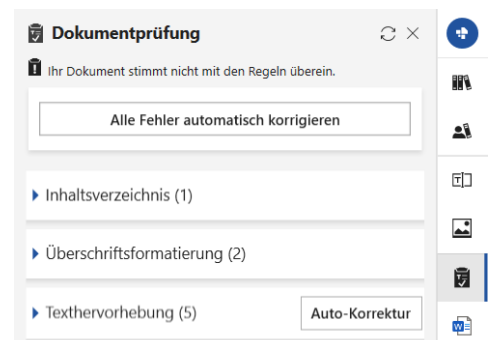 Dokumentprüfung
Ihr Dokument stimmt nicht mit den Regeln überein.
Alle Fehler automatisch korrigieren
Inhaltsverzeichnis (1)
Überschriftsformatierung (2)
Texthervorhebung (5)
Auto-Korrektur